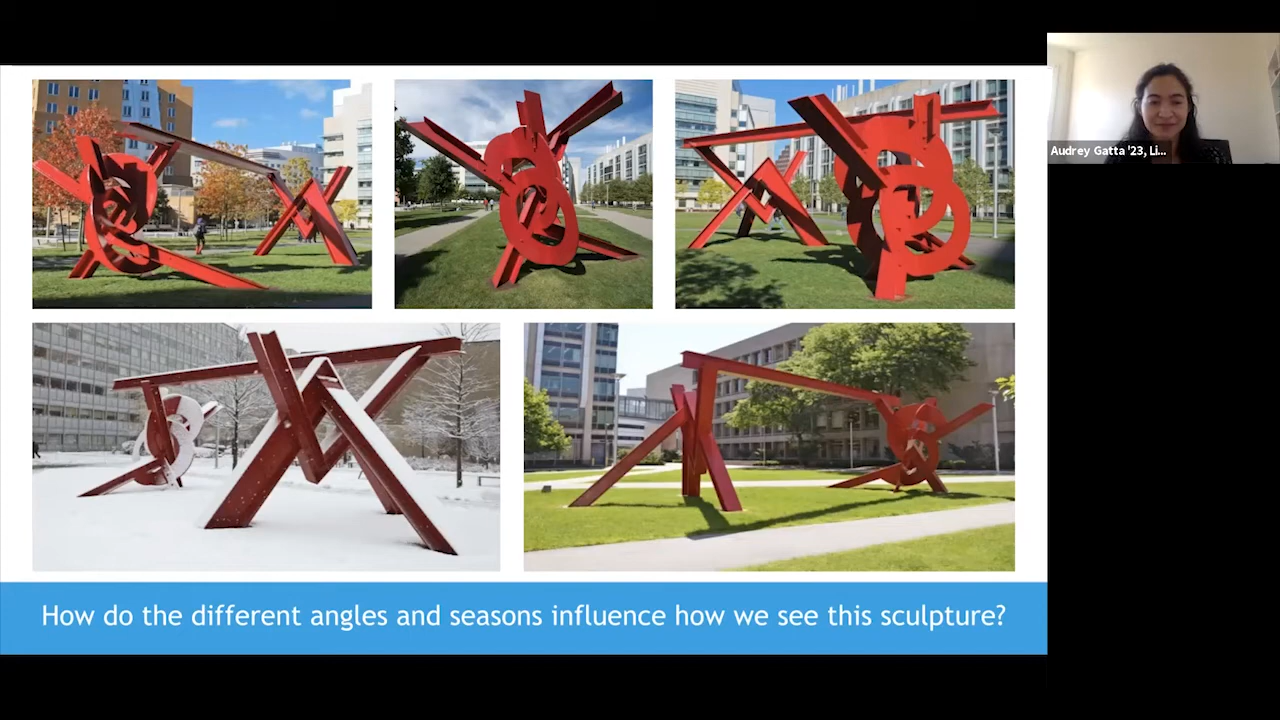 Audrey Gatta '23, Li...
How do the different angles and seasons influence how we see this sculpture?